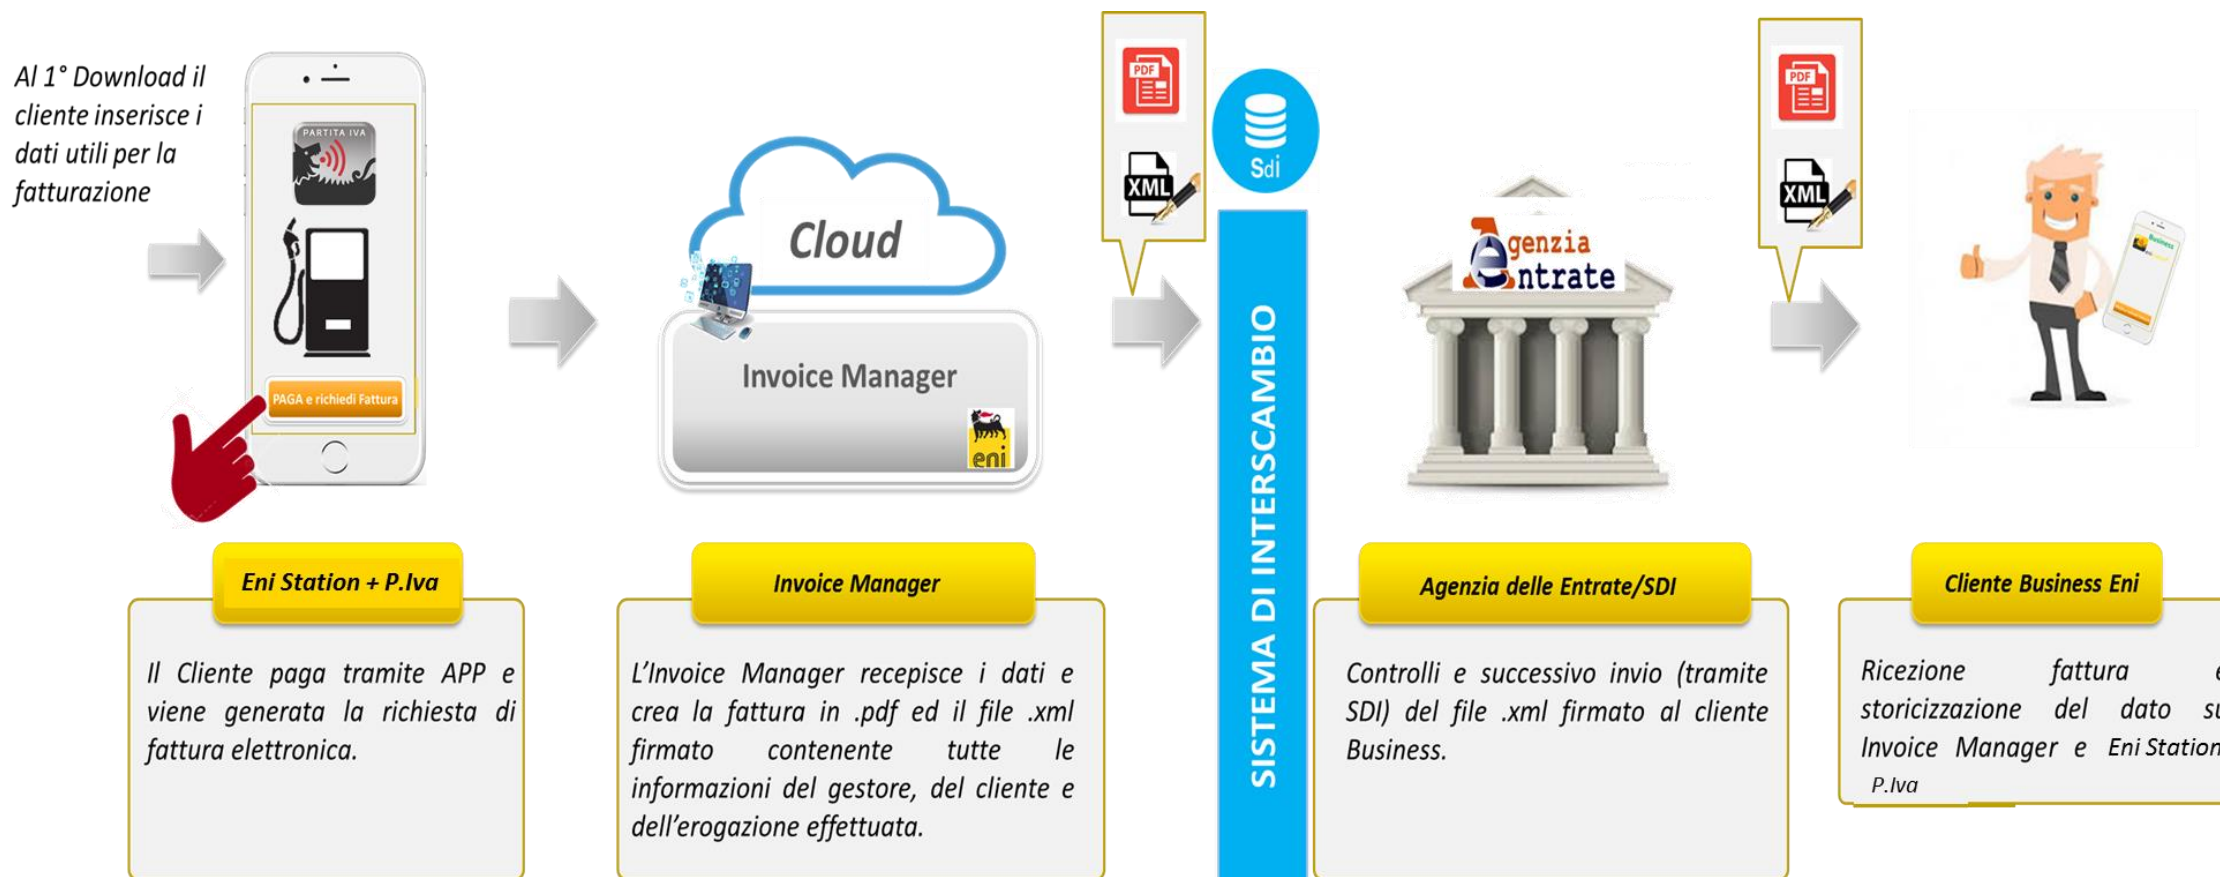 Al 1° Download il
cliente inserisce i
dati utili per la
fatturazione
PARTITA IVA
PAGA e richiedi Fattura
Cloud
Invoice Manager
eni
PDF
XML
Sdi
SISTEMA DI INTERSCAMBIO
Agenzia
Entrate
PDF
XML
Business
Eni Station + P.Iva
Il Cliente paga tramite APP e
viene generata la richiesta di
fattura elettronica.
Invoice Manager
L'Invoice Manager recepisce i dati e
crea la fattura in .pdf ed il file .xml
firmato contenente tutte le
informazioni del gestore, del cliente e
dell'erogazione effettuata.
Agenzia delle Entrate/SDI
Controlli e successivo invio (tramite
SDI) del file .xml firmato al cliente
Business.
Cliente Business Eni
Ricezione fattura e
storicizzazione del dato su
Invoice Manager e Eni Station
P.Iva